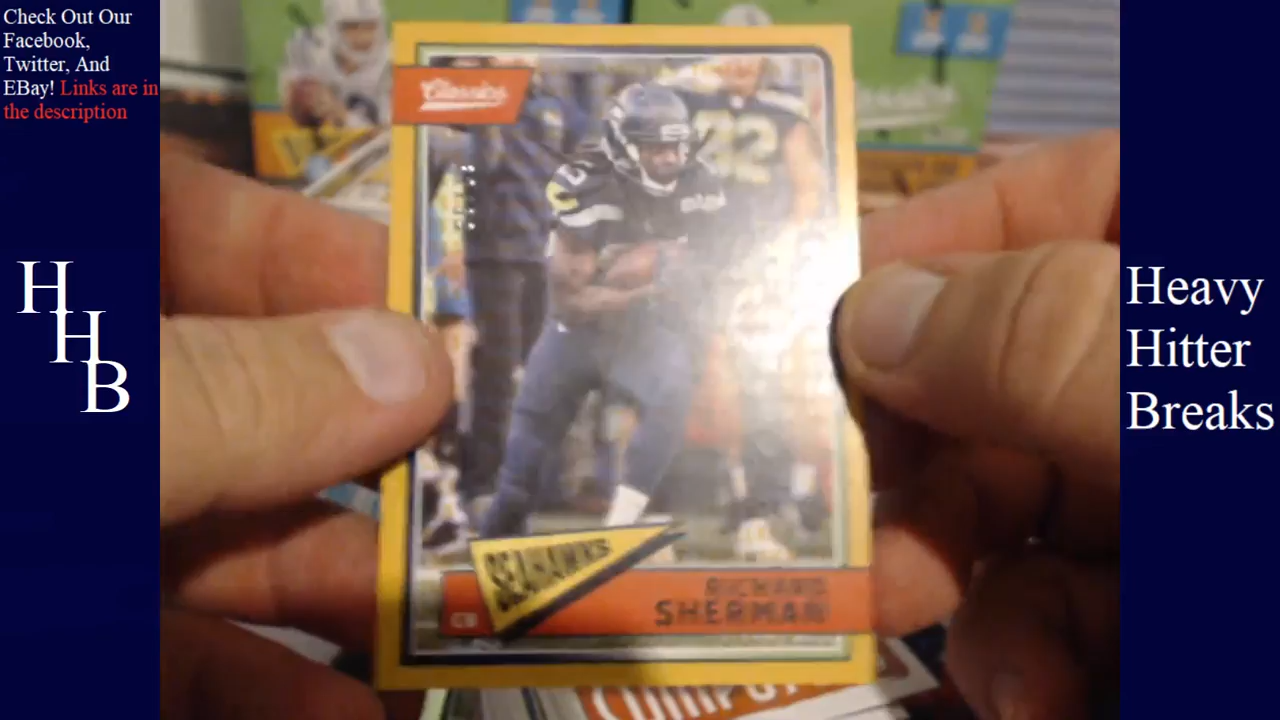 Check Out Our
Facebook,
Twitter, And
EBay! Links are in
the description
H
H
B
Heavy
Hitter
Breaks
Classics
SEAHAWKS
RICHARD
SHERMAN